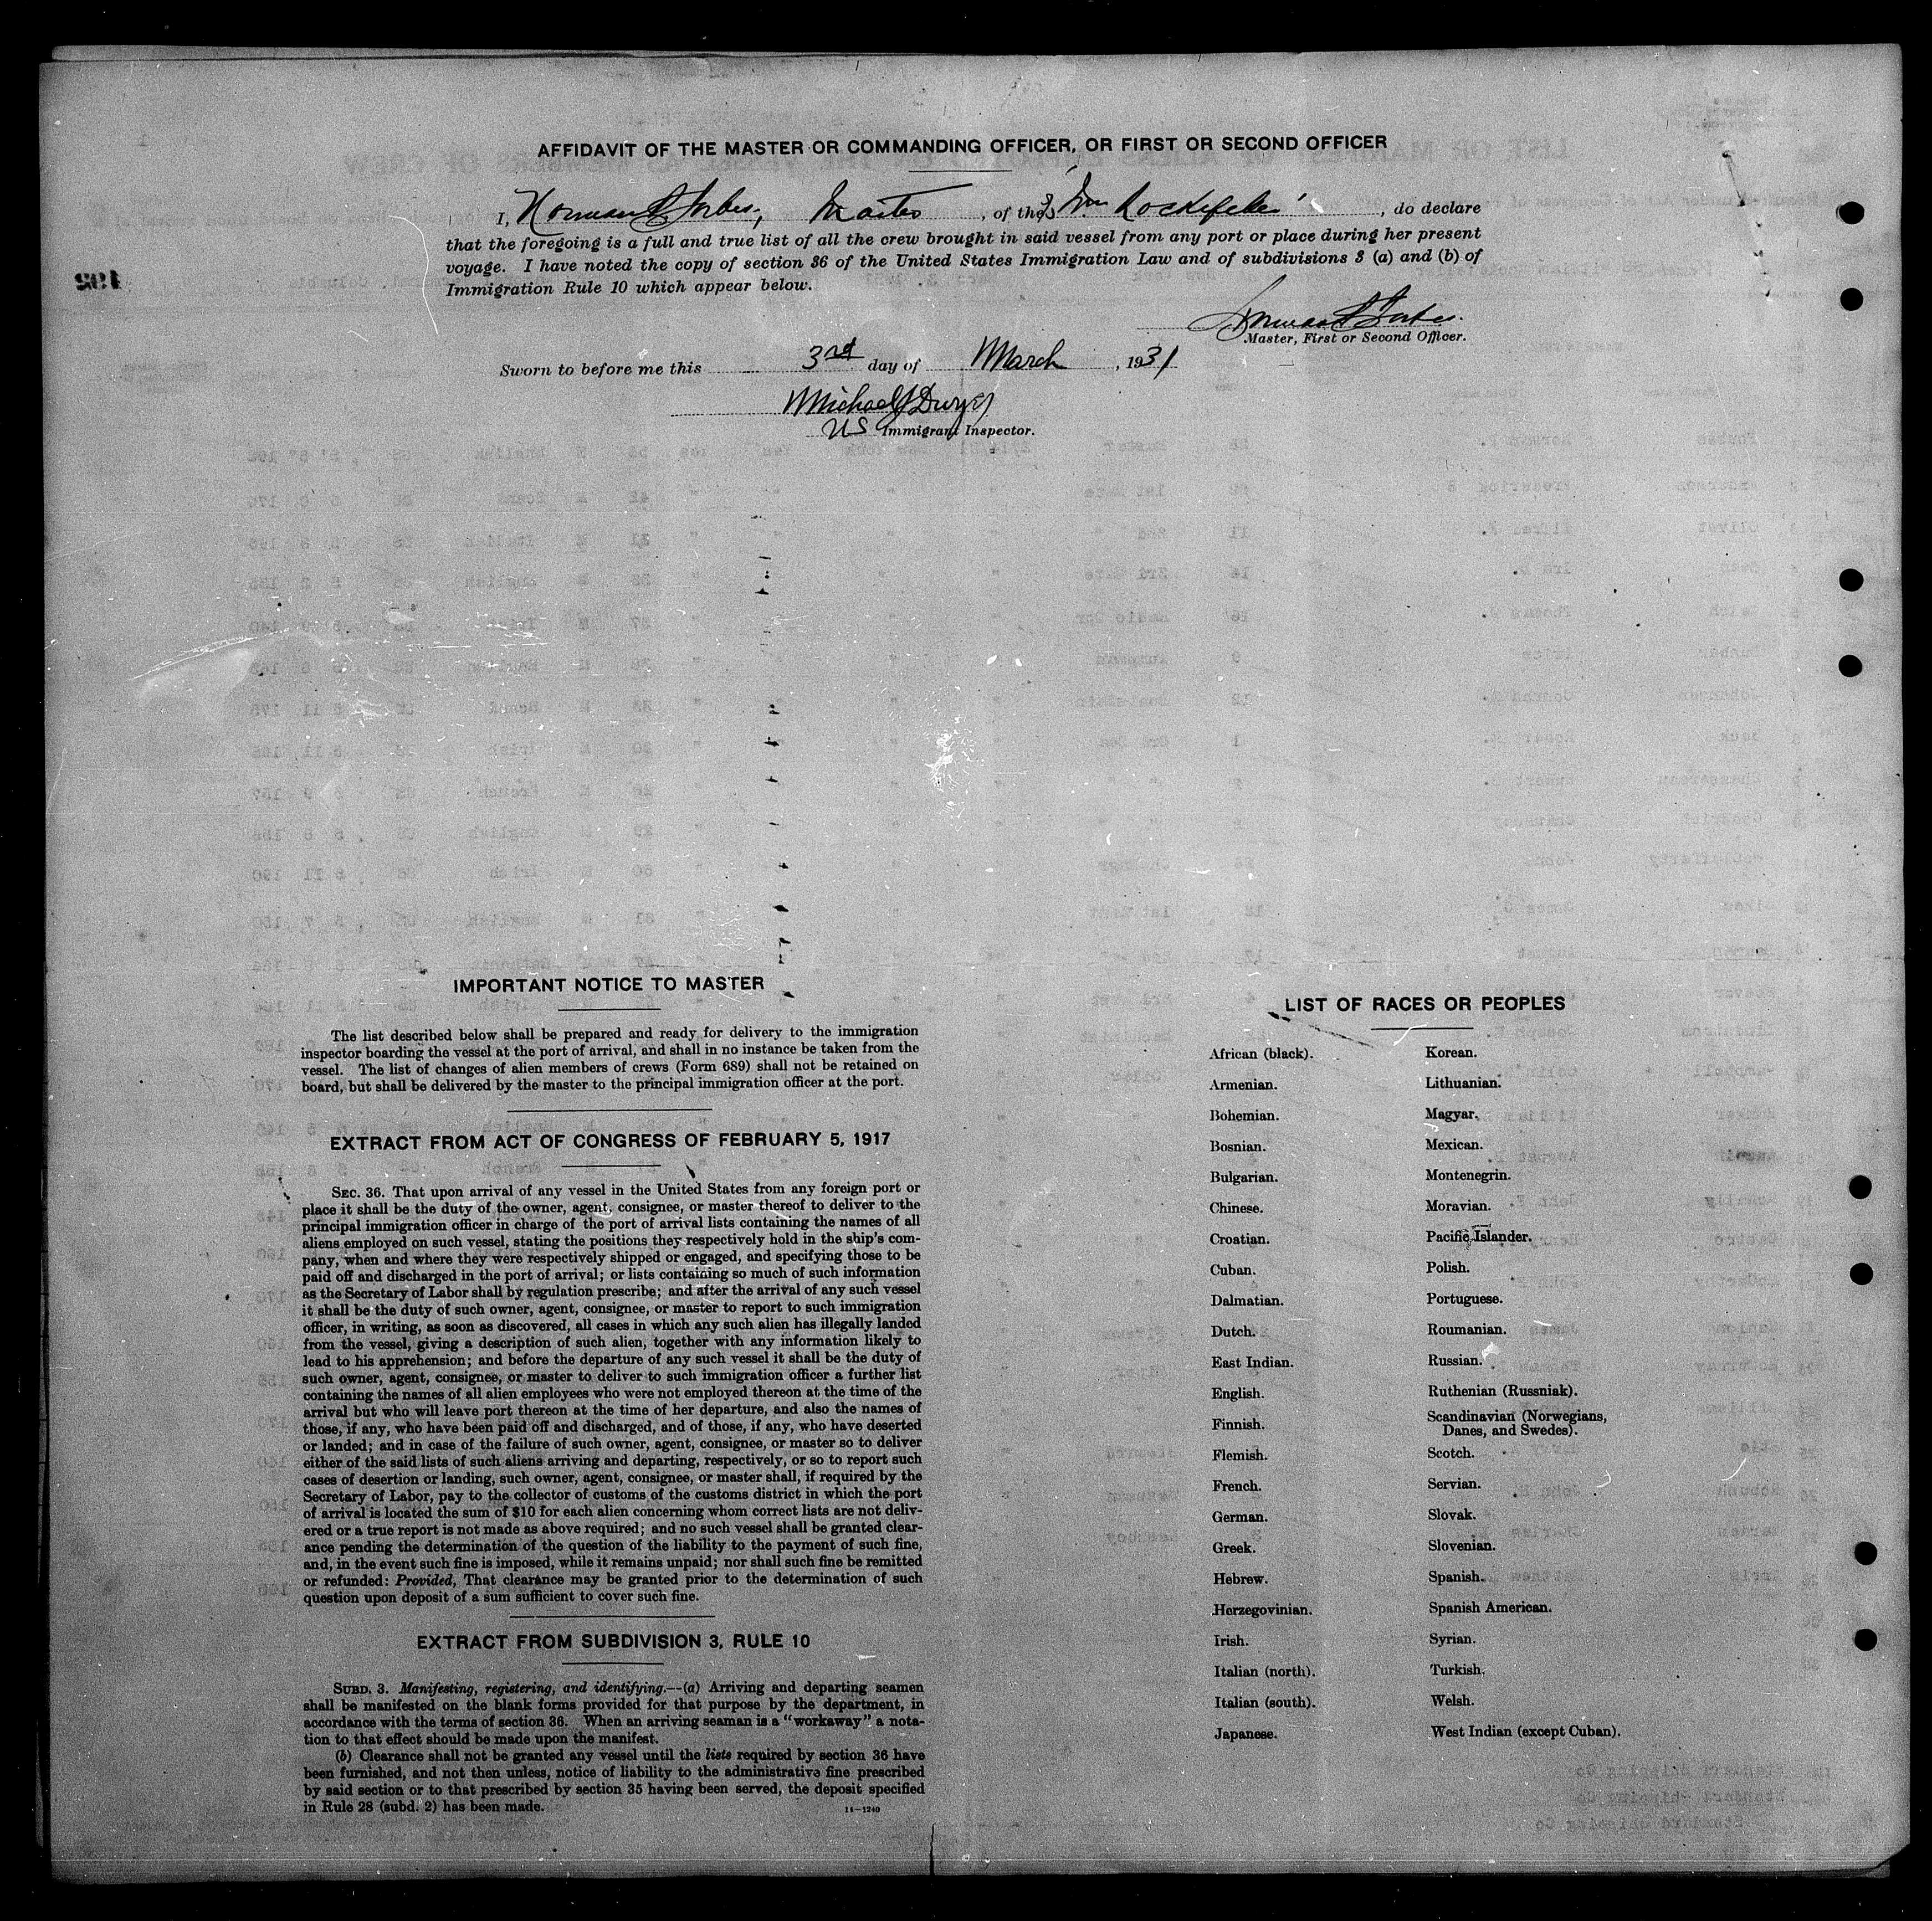 AFFIDAVIT OF THE MASTER OR COMMANDING OFFICER, OR FIRST OR SECOND OFFICER
I, Norman P. Forbes, Master, of the SS "Wm Rockefeller", do declare
that the foregoing is a full and true list of all the crew brought in said vessel from any port or place during her present
voyage. I have noted the copy of section 36 of the United States Immigration Law and of subdivisions 3 (a) and (b) of
Immigration Rule 10 which appear below.
Norman P. Forbes.
Master, First or Second Officer.
Sworn to before me this 3rd day of March, 1931
Michael J Dwyer
US Immigrant Inspector.
IMPORTANT NOTICE TO MASTER
The list described below shall be prepared and ready for delivery to the immigration
inspector boarding the vessel at the port of arrival, and shall in no instance be taken from the
vessel. The list of changes of alien members of crews (Form 689) shall not be retained on
board, but shall be delivered by the master to the principal immigration officer at the port.
EXTRACT FROM ACT OF CONGRESS OF FEBRUARY 5, 1917
SEC. 36. That upon arrival of any vessel in the United States from any foreign port or
place it shall be the duty of the owner, agent, consignee, or master thereof to deliver to the
principal immigration officer in charge of the port of arrival lists containing the names of all
aliens employed on such vessel, stating the positions they respectively hold in the ship's com-
pany, when and where they were respectively shipped or engaged, and specifying those to be
paid off and discharged in the port of arrival; or lists containing so much of such information
as the Secretary of Labor shall by regulation prescribe; and after the arrival of any such vessel
it shall be the duty of such owner, agent, consignee, or master to report to such immigration
officer, in writing, as soon as discovered, all cases in which any such alien has illegally landed
from the vessel, giving a description of such alien, together with any information likely to
lead to his apprehension; and before the departure of any such vessel it shall be the duty of
such owner, agent, consignee, or master to deliver to such immigration officer a further list
containing the names of all alien employees who were not employed thereon at the time of the
arrival but who will leave port thereon at the time of her departure, and also the names of
those, if any, who have been paid off and discharged, and of those, if any, who have deserted
or landed; and in case of the failure of such owner, agent, consignee, or master so to deliver
either of the said lists of such aliens arriving and departing, respectively, or so to report such
cases of desertion or landing, such owner, agent, consignee, or master shall, if required by the
Secretary of Labor, pay to the collector of customs of the customs district in which the port
of arrival is located the sum of $10 for each alien concerning whom correct lists are not deliv-
ered or a true report is not made as above required; and no such vessel shall be granted clear-
ance pending the determination of the question of the liability to the payment of such fine,
and, in the event such fine is imposed, while it remains unpaid; nor shall such fine be remitted
or refunded: Provided, That clearance may be granted prior to the determination of such
question upon deposit of a sum sufficient to cover such fine.
EXTRACT FROM SUBDIVISION 3, RULE 10
SUBD. 3. Manifesting, registering, and identifying.—(a) Arriving and departing seamen
shall be manifested on the blank forms provided for that purpose by the department, in
accordance with the terms of section 36. When an arriving seaman is a "workaway" a nota-
tion to that effect should be made upon the manifest.
(b) Clearance shall not be granted any vessel until the lists required by section 36 have
been furnished, and not then unless, notice of liability to the administrative fine prescribed
by said section or to that prescribed by section 35 having been served, the deposit specified
in Rule 28 (subd. 2) has been made.
14—1240
LIST OF RACES OR PEOPLES
African (black).
Armenian.
Bohemian.
Bosnian.
Bulgarian.
Chinese.
Croatian.
Cuban.
Dalmatian.
Dutch.
East Indian.
English.
Finnish.
Flemish.
French.
German.
Greek.
Hebrew.
Herzegovinian.
Irish.
Italian (north).
Italian (south).
Japanese.
Korean.
Lithuanian.
Magyar.
Mexican.
Montenegrin.
Moravian.
Pacific Islander.
Polish.
Portuguese.
Roumanian.
Russian.
Ruthenian (Russniak).
Scandinavian (Norwegians,
Danes, and Swedes).
Scotch.
Servian.
Slovak.
Slovenian.
Spanish.
Spanish American.
Syrian.
Turkish.
Welsh.
West Indian (except Cuban).